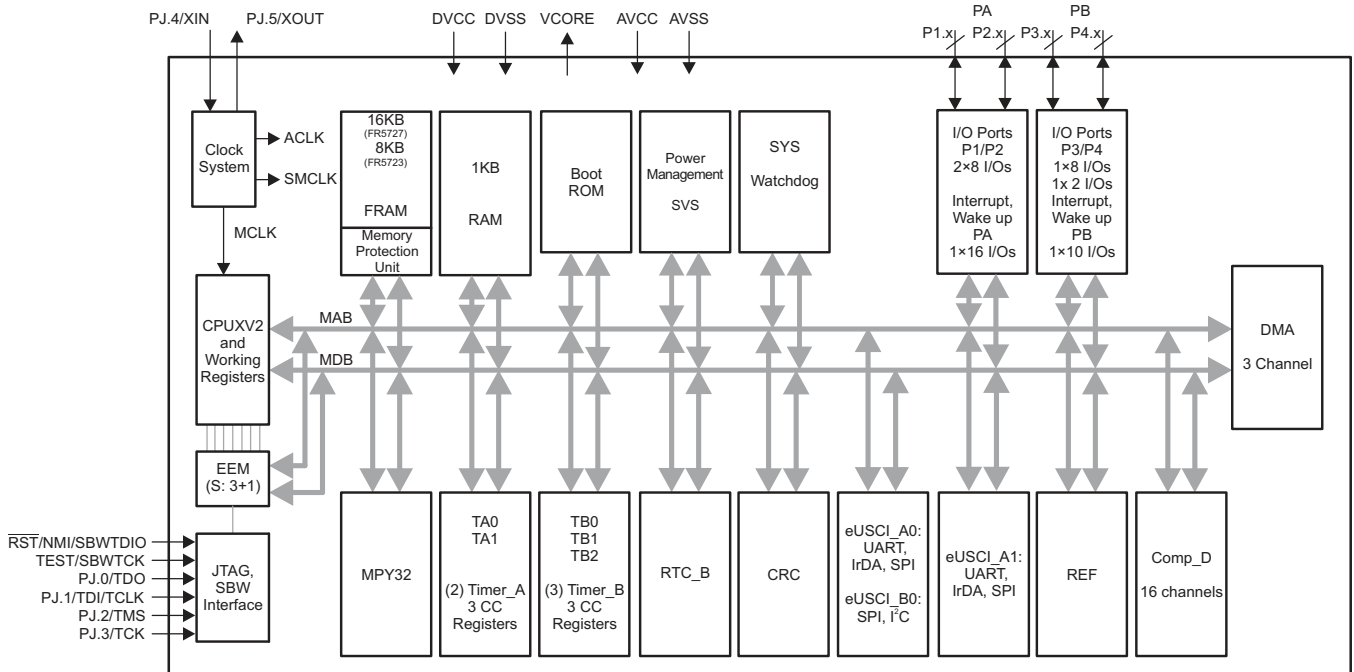 PJ.4/XIN
PJ.5/XOUT
DVCC
DVSS
VCORE
AVCC
AVSS
PA
PB
P1.x
P2.x
P3.x
P4.x
Clock
System
ACLK
SMCLK
MCLK
16KB
(FR5727)
8KB
(FR5723)
FRAM
Memory
Protection
Unit
1KB
RAM
Boot
ROM
Power
Management
SVS
SYS
Watchdog
I/O Ports
P1/P2
2×8 I/Os
Interrupt,
Wake up
PA
1×16 I/Os
I/O Ports
P3/P4
1×8 I/Os
1x 2 I/Os
Interrupt,
Wake up
PB
1×10 I/Os
CPUXV2
and
Working
Registers
MAB
MDB
DMA
3 Channel
EEM
(S: 3+1)
RST/NMI/SBWTDIO
TEST/SBWTCK
PJ.0/TDO
PJ.1/TDI/TCLK
PJ.2/TMS
PJ.3/TCK
JTAG,
SBW
Interface
MPY32
TA0
TA1
(2) Timer_A
3 CC
Registers
TB0
TB1
TB2
(3) Timer_B
3 CC
Registers
RTC_B
CRC
eUSCI_A0:
UART,
IrDA, SPI
eUSCI_B0:
SPI, I²C
eUSCI_A1:
UART,
IrDA, SPI
REF
Comp_D
16 channels